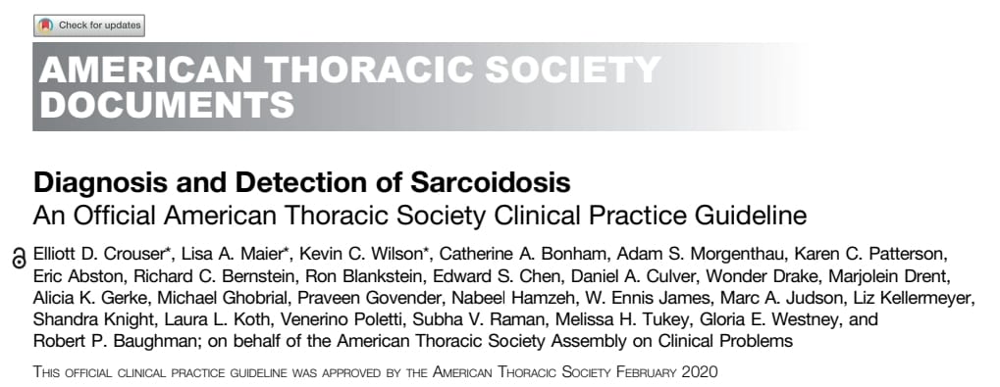 Check for updates
AMERICAN THORACIC SOCIETY
DOCUMENTS
Diagnosis and Detection of Sarcoidosis
An Official American Thoracic Society Clinical Practice Guideline
Elliott D. Crouser*, Lisa A. Maier*, Kevin C. Wilson*, Catherine A. Bonham, Adam S. Morgenthau, Karen C. Patterson,
Eric Abston, Richard C. Bernstein, Ron Blankstein, Edward S. Chen, Daniel A. Culver, Wonder Drake, Marjolein Drent,
Alicia K. Gerke, Michael Ghobrial, Praveen Govender, Nabeel Hamzeh, W. Ennis James, Marc A. Judson, Liz Kellermeyer,
Shandra Knight, Laura L. Koth, Venerino Poletti, Subha V. Raman, Melissa H. Tukey, Gloria E. Westney, and
Robert P. Baughman; on behalf of the American Thoracic Society Assembly on Clinical Problems
THIS OFFICIAL CLINICAL PRACTICE GUIDELINE WAS APPROVED BY THE AMERICAN THORACIC SOCIETY FEBRUARY 2020